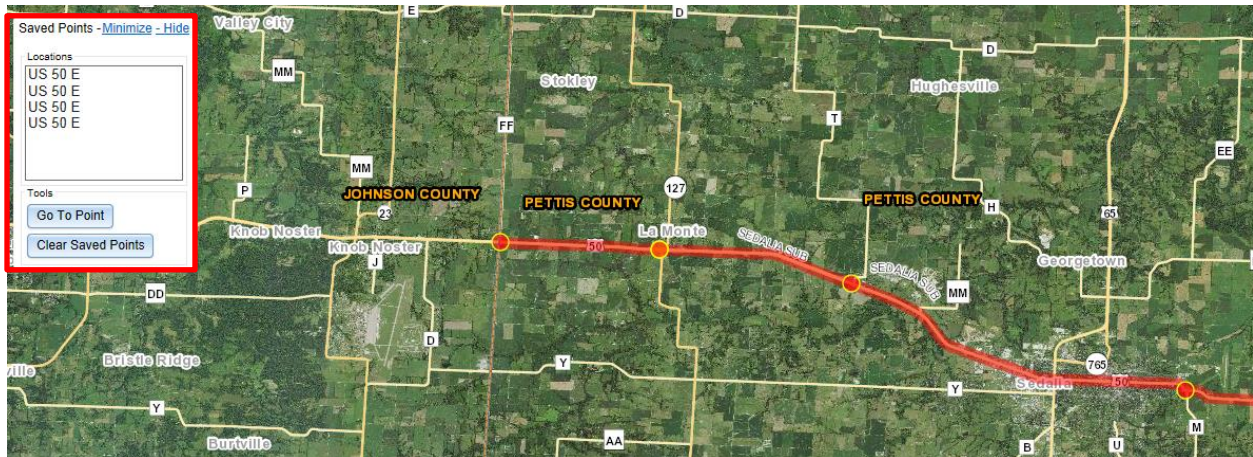 Saved Points - Minimize - Hide
Locations
US 50 E
US 50 E
US 50 E
US 50 E
Tools
Go To Point
Clear Saved Points
Valley City
E
D
D
MM
Stokley
Hughesville
T
FF
EE
MM
P
127
JOHNSON COUNTY
PETTIS COUNTY
PETTIS COUNTY
23
H
65
Knob Noster
Knob Noster
La Monte
50
SEDALIA SUB
SEDALIA SUB
Georgetown
J
DD
MM
D
Bristle Ridge
ville
Y
Y
765
Sedalia
50
Y
M
Burtville
AA
B
U